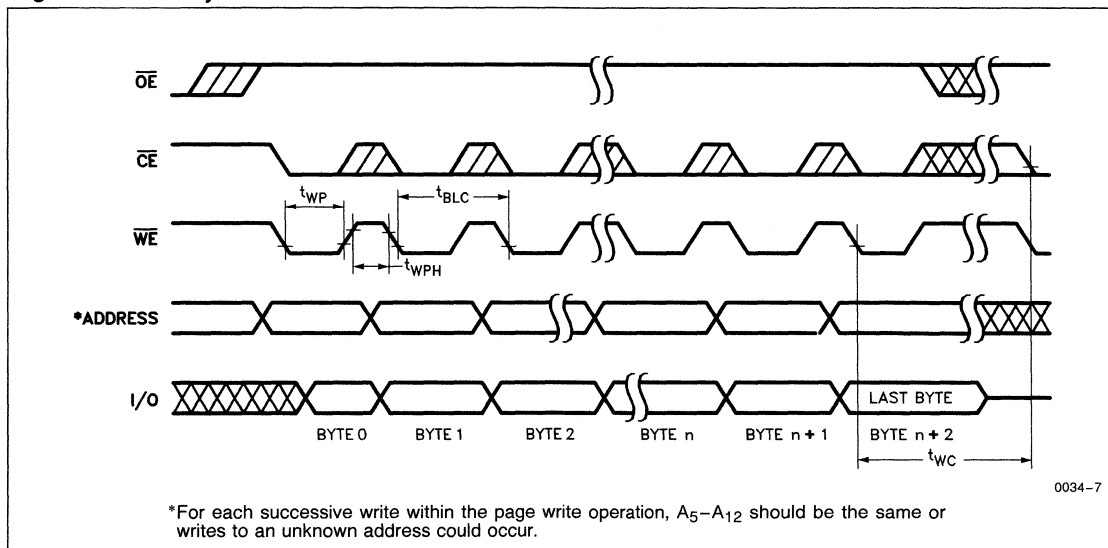 OE
CE
tWP
tBLC
WE
tWPH
*ADDRESS
I/O
LAST BYTE
BYTE 0 BYTE 1 BYTE 2 BYTE n BYTE n + 1 BYTE n + 2
tWC
0034–7
*For each successive write within the page write operation, A5–A12 should be the same or
writes to an unknown address could occur.